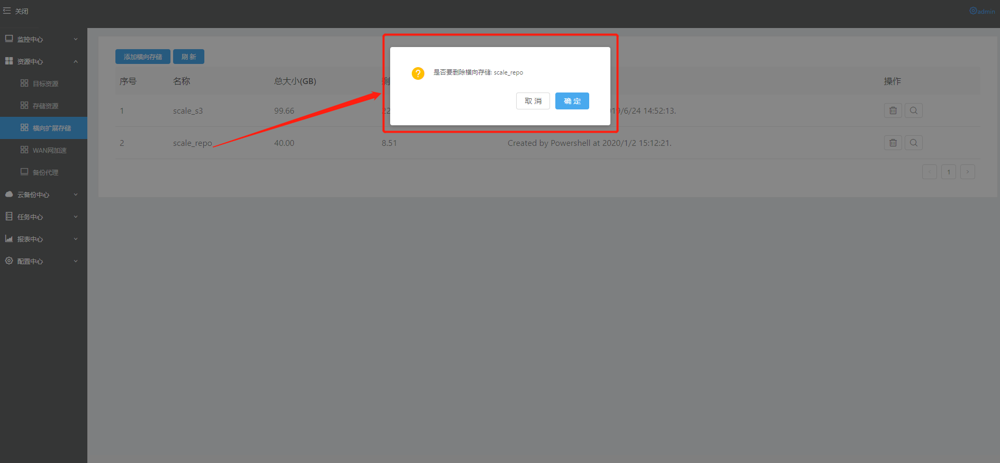 关闭
admin
监控中心
资源中心
目标资源
存储资源
横向扩展存储
WAN网加速
备份代理
云备份中心
任务中心
报表中心
配置中心
添加横向存储 刷 新
序号 名称 总大小(GB) 剩 操作
1 scale_s3 99.66 22 19/6/24 14:52:13.
2 scale_repo 40.00 8.51 Created by Powershell at 2020/1/2 15:12:21.
1
是否要删除横向存储: scale_repo
取 消 确 定